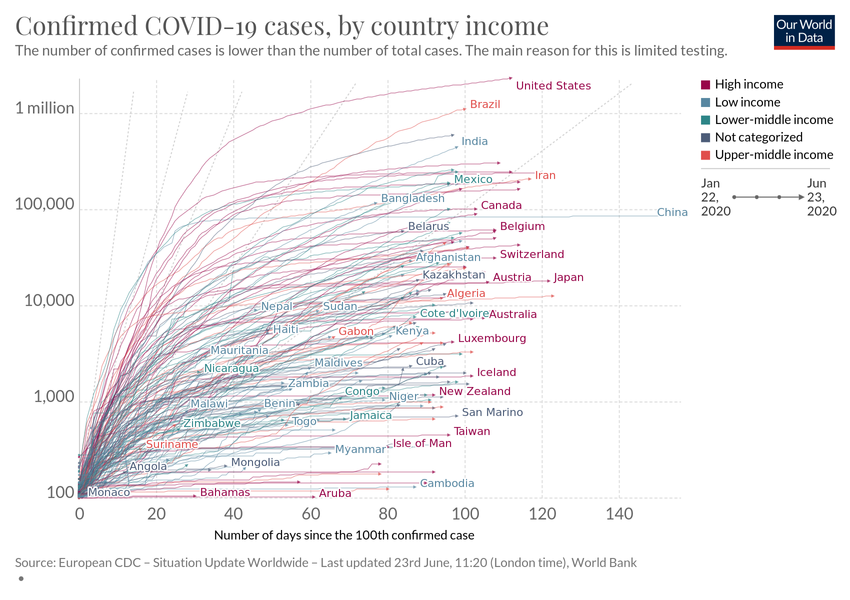 Confirmed COVID-19 cases, by country income
The number of confirmed cases is lower than the number of total cases. The main reason for this is limited testing.
Our World
in Data
1 million
100,000
10,000
1,000
100
0
20
40
60
80
100
120
140
Number of days since the 100th confirmed case
United States
Brazil
India
Iran
Mexico
Bangladesh
Canada
China
Belarus
Belgium
Switzerland
Afghanistan
Kazakhstan
Austria
Japan
Algeria
Nepal
Sudan
Cote d'Ivoire
Australia
Haiti
Gabon
Kenya
Luxembourg
Mauritania
Maldives
Cuba
Nicaragua
Iceland
Zambia
Congo
Niger
New Zealand
Malawi
Benin
San Marino
Zimbabwe
Togo
Jamaica
Taiwan
Suriname
Isle of Man
Myanmar
Angola
Mongolia
Cambodia
Monaco
Bahamas
Aruba
High income
Low income
Lower-middle income
Not categorized
Upper-middle income
Jan
22,
2020
Jun
23,
2020
Source: European CDC – Situation Update Worldwide – Last updated 23rd June, 11:20 (London time), World Bank